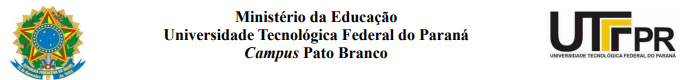 Ministério da Educação
Universidade Tecnológica Federal do Paraná
Campus Pato Branco
UTFPR
UNIVERSIDADE TECNOLÓGICA FEDERAL DO PARANÁ